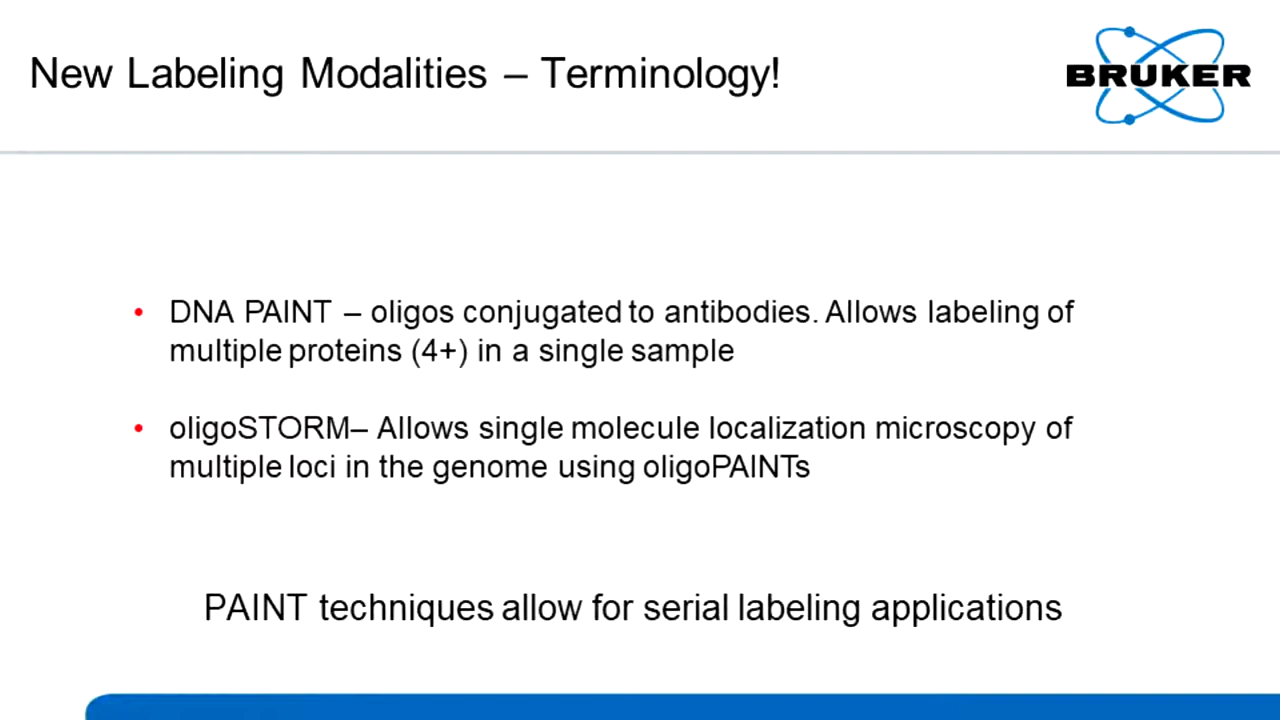 New Labeling Modalities – Terminology!
BRUKER
• DNA PAINT – oligos conjugated to antibodies. Allows labeling of
multiple proteins (4+) in a single sample
• oligoSTORM– Allows single molecule localization microscopy of
multiple loci in the genome using oligoPAINTs
PAINT techniques allow for serial labeling applications